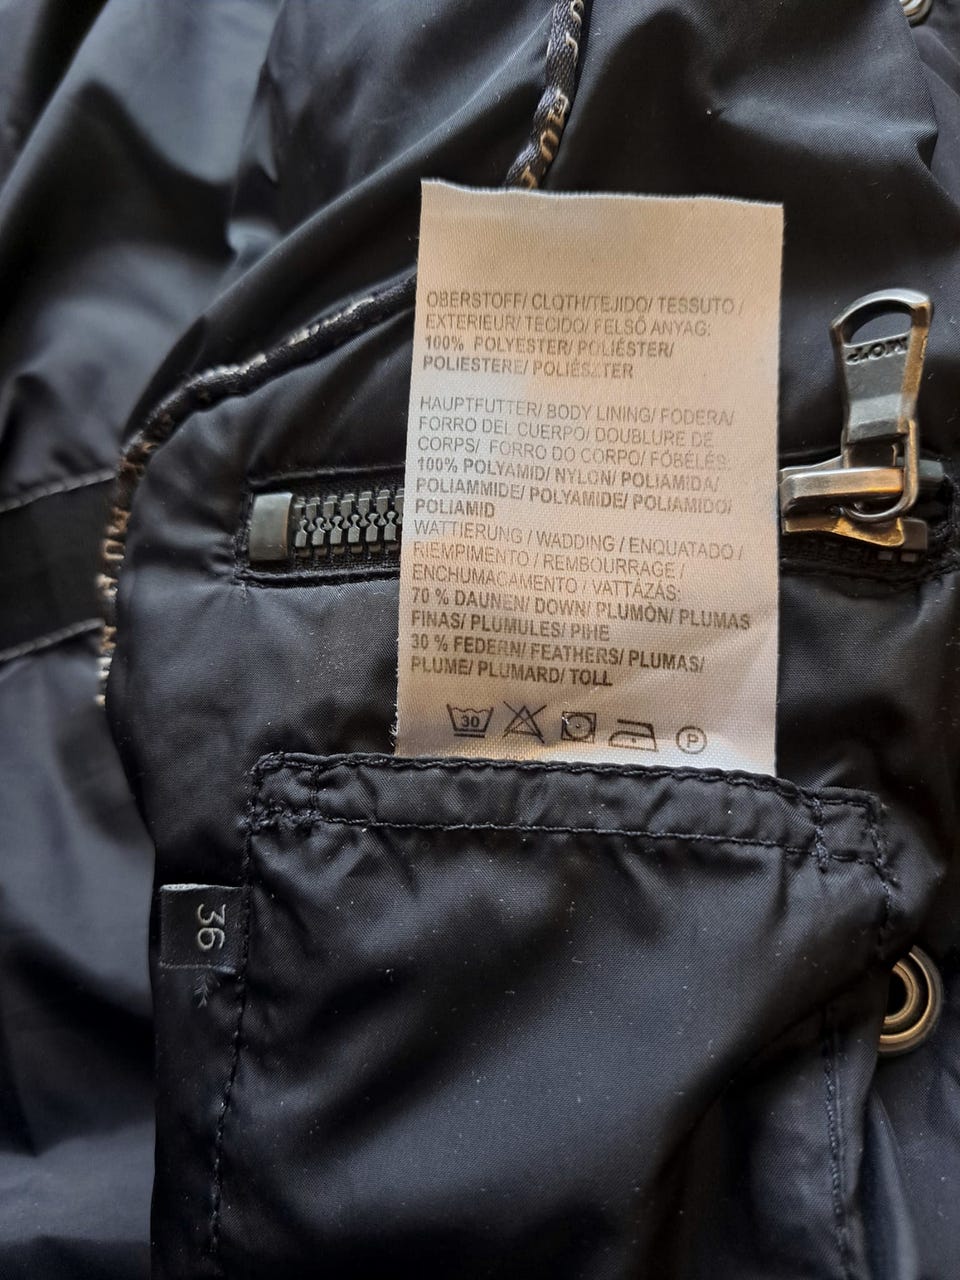 OBERSTOFF/ CLOTH/TEJIDO/ TESSUTO /
EXTERIEUR/ TECIDO/ FELSŐ ANYAG:
100% POLYESTER/ POLIÉSTER/
POLIESTERE/ POLIÉSZTER
HAUPTFUTTER/ BODY LINING/ FODERA/
FORRO DEL CUERPO/ DOUBLURE DE
CORPS/ FORRO DO CORPO/ FŐBÉLÉS:
100% POLYAMID/ NYLON/ POLIAMIDA/
POLIAMMIDE/ POLYAMIDE/ POLIAMIDO/
POLIAMID
WATTIERUNG / WADDING / ENQUATADO /
RIEMPIMENTO / REMBOURRAGE /
ENCHUMACAMENTO / VATTÁZÁS:
70 % DAUNEN/ DOWN/ PLUMÓN/ PLUMAS
FINAS/ PLUMULES/ PIHE
30 % FEDERN/ FEATHERS/ PLUMAS/
PLUME/ PLUMARD/ TOLL
30 P
36